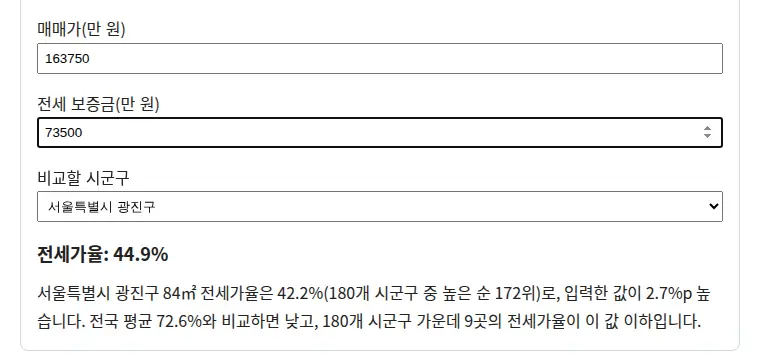 매매가(만 원)
163750
전세 보증금(만 원)
73500
비교할 시군구
서울특별시 광진구
전세가율: 44.9%
서울특별시 광진구 84㎡ 전세가율은 42.2%(180개 시군구 중 높은 순 172위)로, 입력한 값이 2.7%p 높
습니다. 전국 평균 72.6%와 비교하면 낮고, 180개 시군구 가운데 9곳의 전세가율이 이 값 이하입니다.